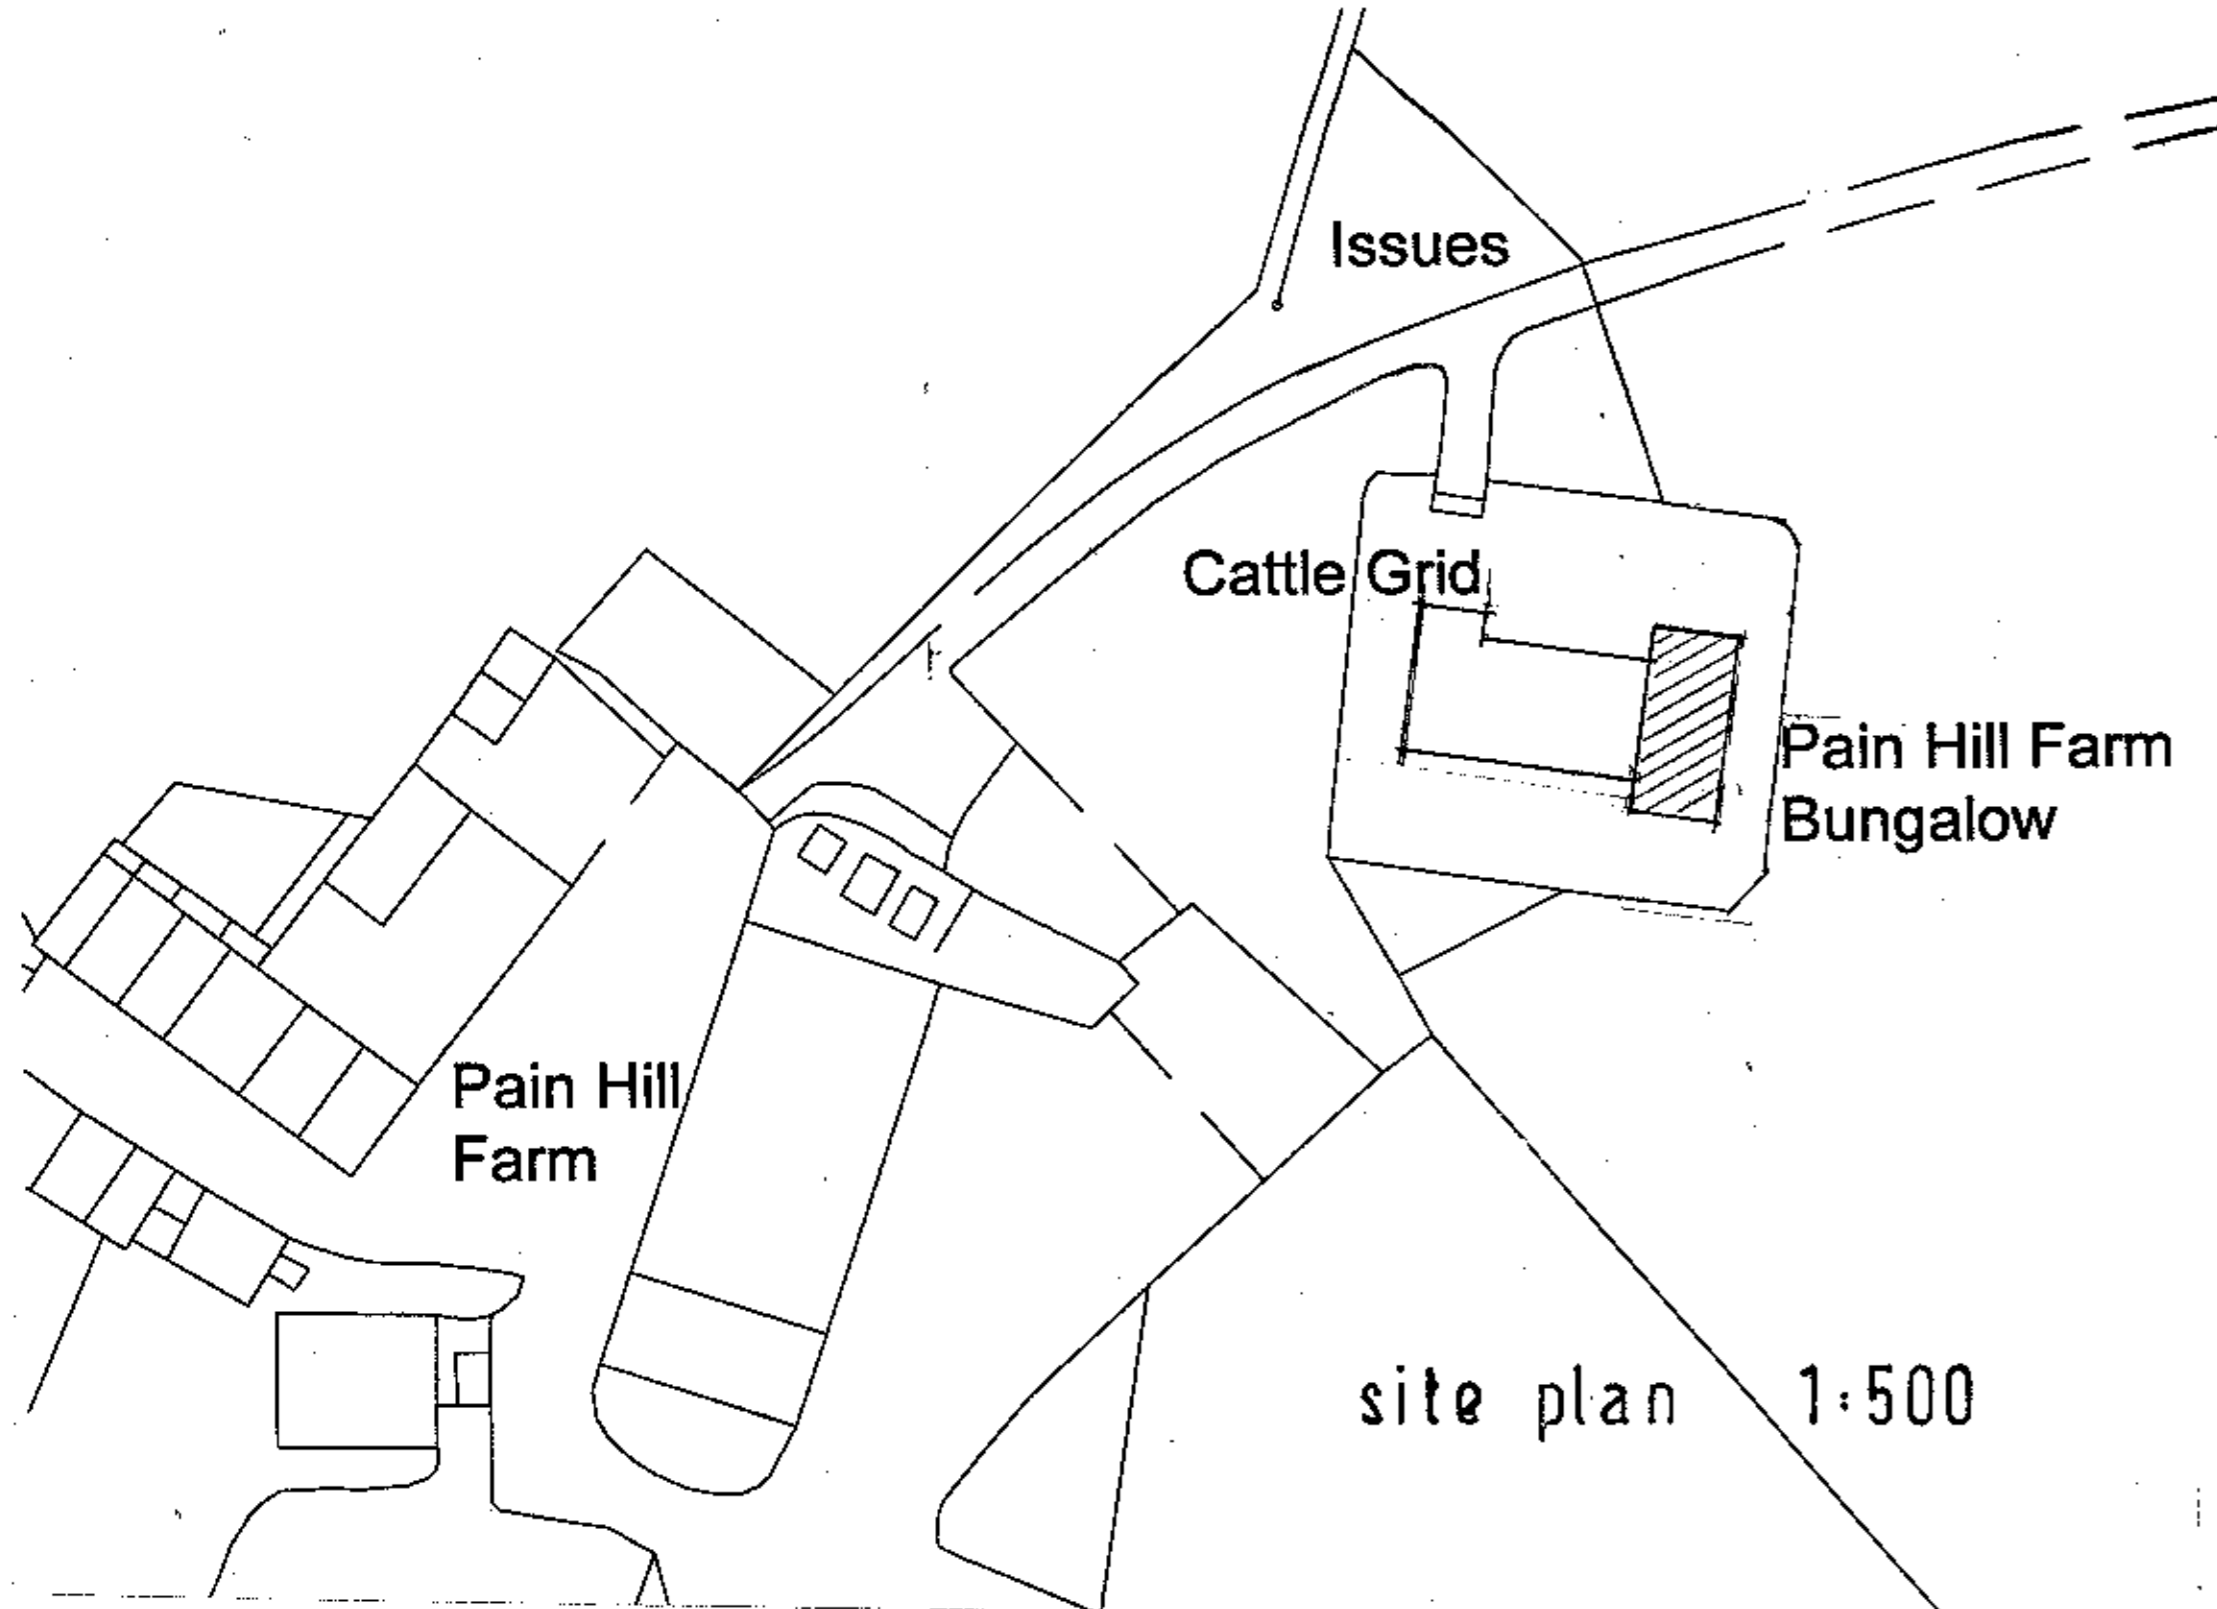 Issues
Cattle Grid
Pain Hill Farm
Bungalow
Pain Hill
Farm
site plan 1:500